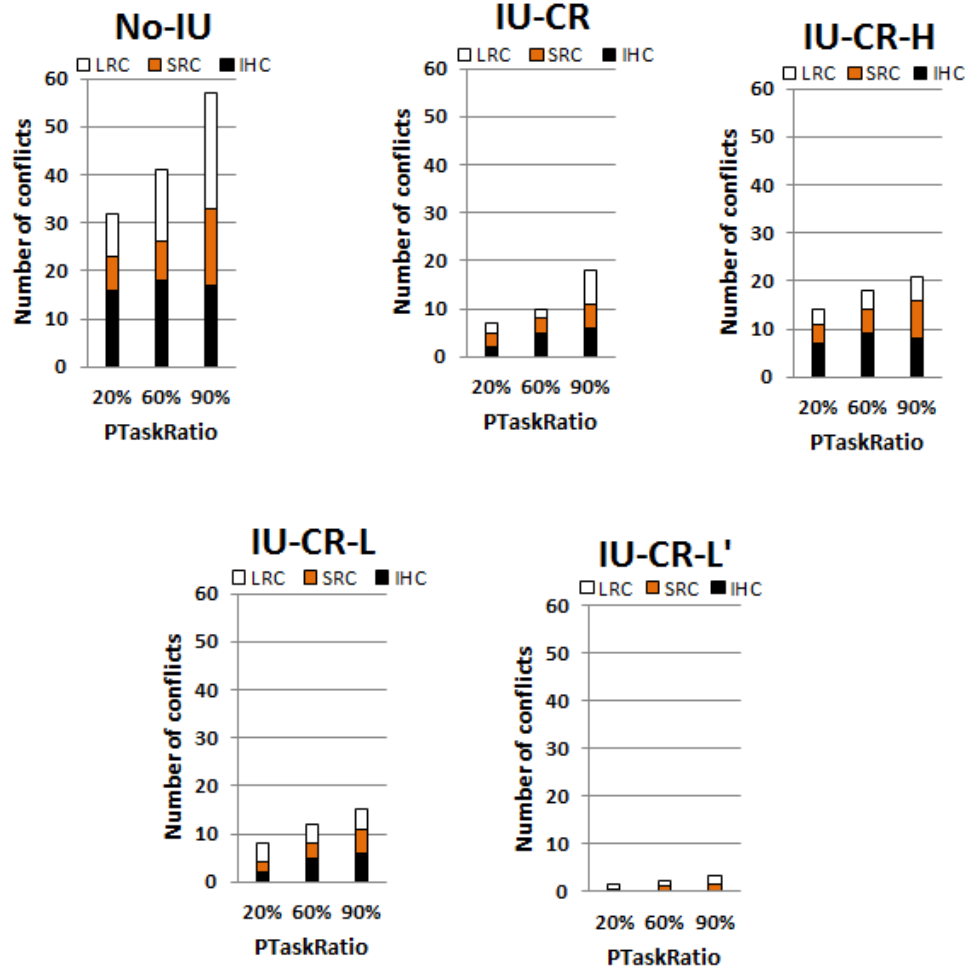 No-IU
LRC SRC IHC
Number of conflicts
60
50
40
30
20
10
0
20% 60% 90%
PTaskRatio
IU-CR
LRC SRC IHC
Number of conflicts
60
50
40
30
20
10
0
20% 60% 90%
PTaskRatio
IU-CR-H
LRC SRC IHC
Number of conflicts
60
50
40
30
20
10
0
20% 60% 90%
PTaskRatio
IU-CR-L
LRC SRC IHC
Number of conflicts
60
50
40
30
20
10
0
20% 60% 90%
PTaskRatio
IU-CR-L'
LRC SRC IHC
Number of conflicts
60
50
40
30
20
10
0
20% 60% 90%
PTaskRatio